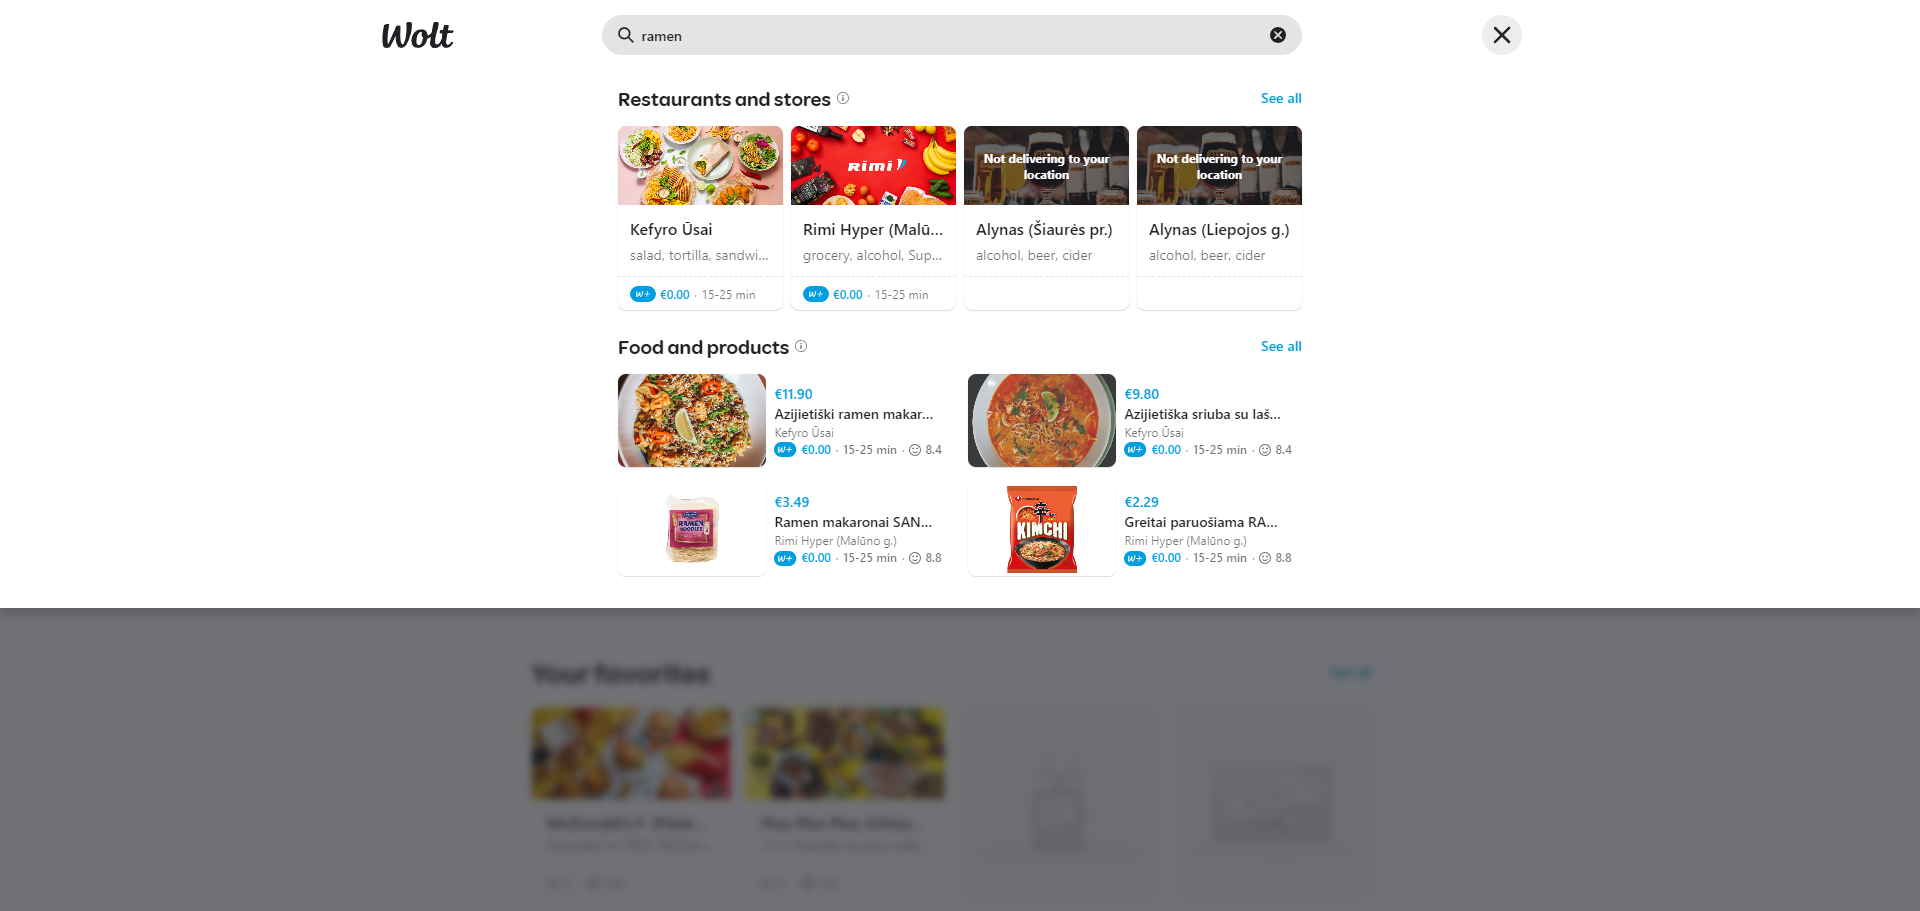 Wolt
ramen
Restaurants and stores
See all
rimi
Not delivering to your
location
Not delivering to your
location
Kefyro Ūsai
Rimi Hyper (Malū...
Alynas (Šiaurės pr.)
Alynas (Liepojos g.)
salad, tortilla, sandwi...
grocery, alcohol, Sup...
alcohol, beer, cider
alcohol, beer, cider
W+ €0.00 · 15-25 min
W+ €0.00 · 15-25 min
Food and products
See all
€11.90
Azijietiški ramen makar...
Kefyro Ūsai
W+ €0.00 · 15-25 min · 8.4
€9.80
Azijietiška sriuba su laš...
Kefyro Ūsai
W+ €0.00 · 15-25 min · 8.4
RAMEN
NOODLES
€3.49
Ramen makaronai SAN...
Rimi Hyper (Malūno g.)
W+ €0.00 · 15-25 min · 8.8
辛
KIMCHI
€2.29
Greitai paruošiama RA...
Rimi Hyper (Malūno g.)
W+ €0.00 · 15-25 min · 8.8
Your favorites
See all